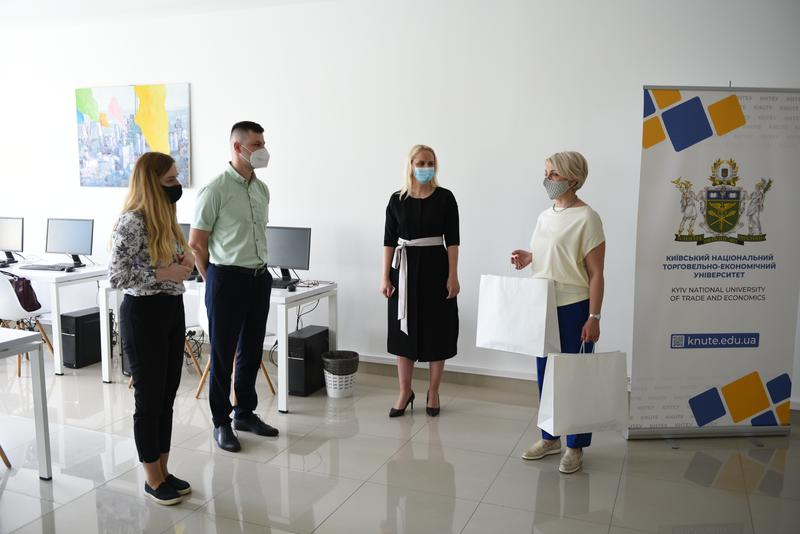 КИЇВСЬКИЙ НАЦІОНАЛЬНИЙ
ТОРГОВЕЛЬНО-ЕКОНОМІЧНИЙ
УНІВЕРСИТЕТ
KYIV NATIONAL UNIVERSITY
OF TRADE AND ECONOMICS
knute.edu.ua